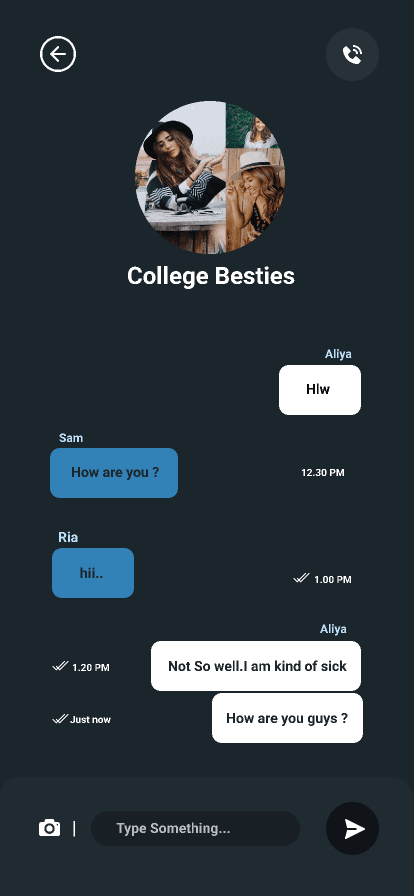 College Besties
Aliya
Hlw
Sam
How are you ?
12.30 PM
Ria
hii..
1.00 PM
Aliya
1.20 PM
Not So well.I am kind of sick
Just now
How are you guys ?
Type Something...